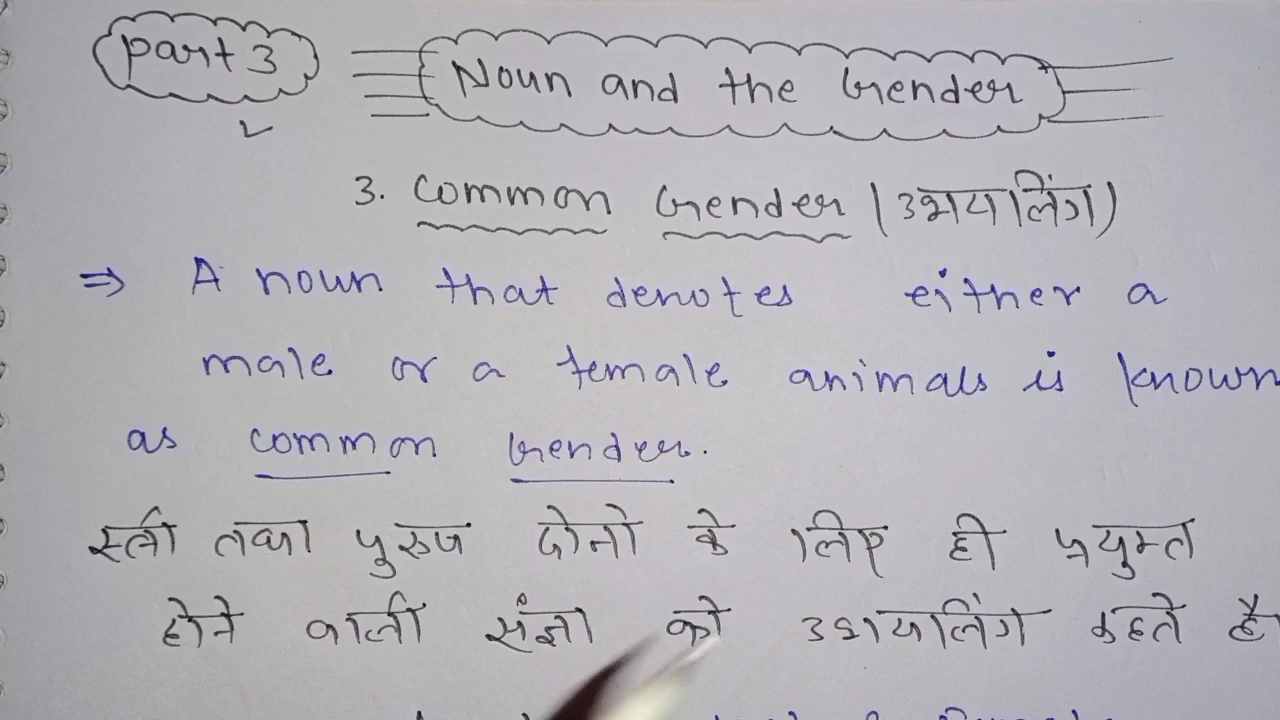 Part 3
Noun and the Gender
3. Common Gender (उभयलिंग)
⇒ A noun that denotes either a
male or a female animals is known
as common Gender.
स्त्री तथा पुरुष दोनो के लिए ही प्रयुक्त
होने वाली संज्ञा को उभयलिंग कहते है